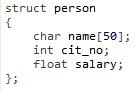 struct person
{
    char name[50];
    int cit_no;
    float salary;
};